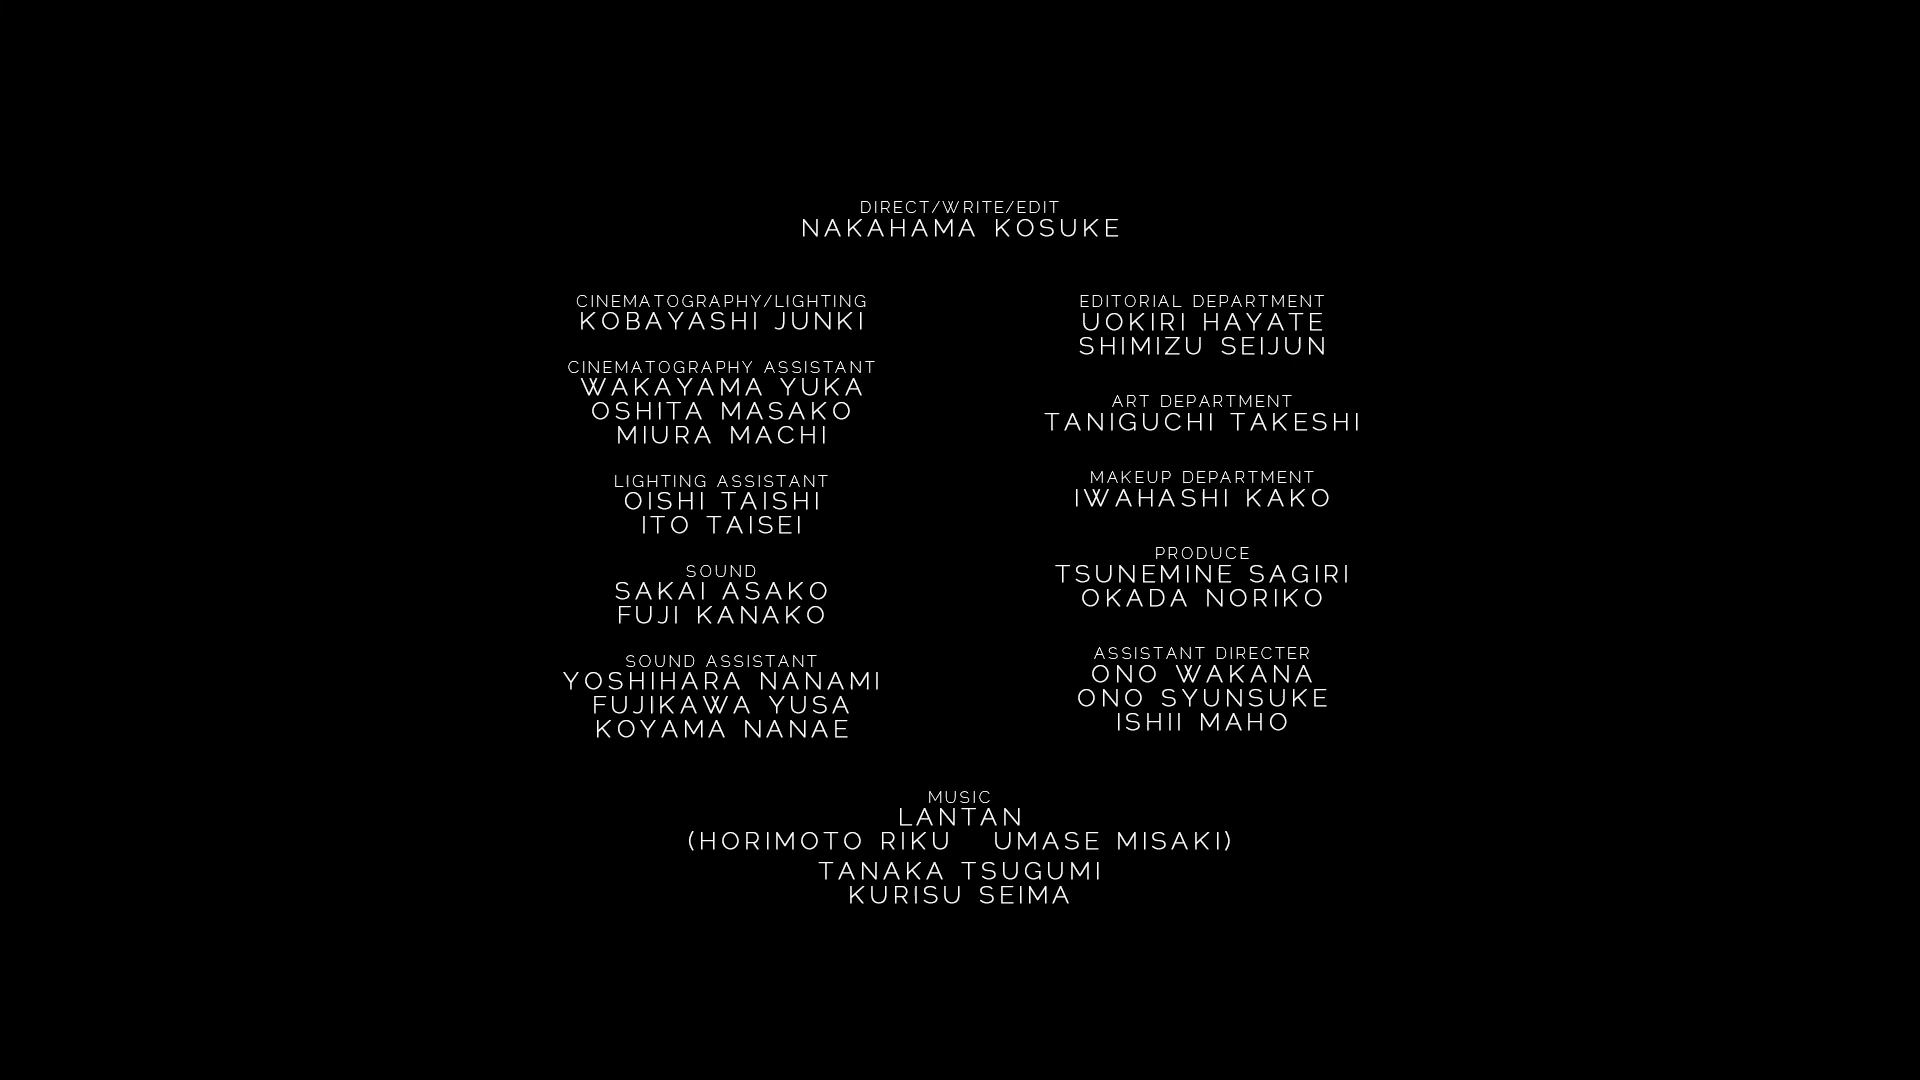 DIRECT/WRITE/EDIT
NAKAHAMA KOSUKE
CINEMATOGRAPHY/LIGHTING
KOBAYASHI JUNKI
CINEMATOGRAPHY ASSISTANT
WAKAYAMA YUKA
OSHITA MASAKO
MIURA MACHI
LIGHTING ASSISTANT
OISHI TAISHI
ITO TAISEI
SOUND
SAKAI ASAKO
FUJI KANAKO
SOUND ASSISTANT
YOSHIHARA NANAMI
FUJIKAWA YUSA
KOYAMA NANAE
EDITORIAL DEPARTMENT
UOKIRI HAYATE
SHIMIZU SEIJUN
ART DEPARTMENT
TANIGUCHI TAKESHI
MAKEUP DEPARTMENT
IWAHASHI KAKO
PRODUCE
TSUNEMINE SAGIRI
OKADA NORIKO
ASSISTANT DIRECTER
ONO WAKANA
ONO SYUNSUKE
ISHII MAHO
MUSIC
LANTAN
(HORIMOTO RIKU UMASE MISAKI)
TANAKA TSUGUMI
KURISU SEIMA